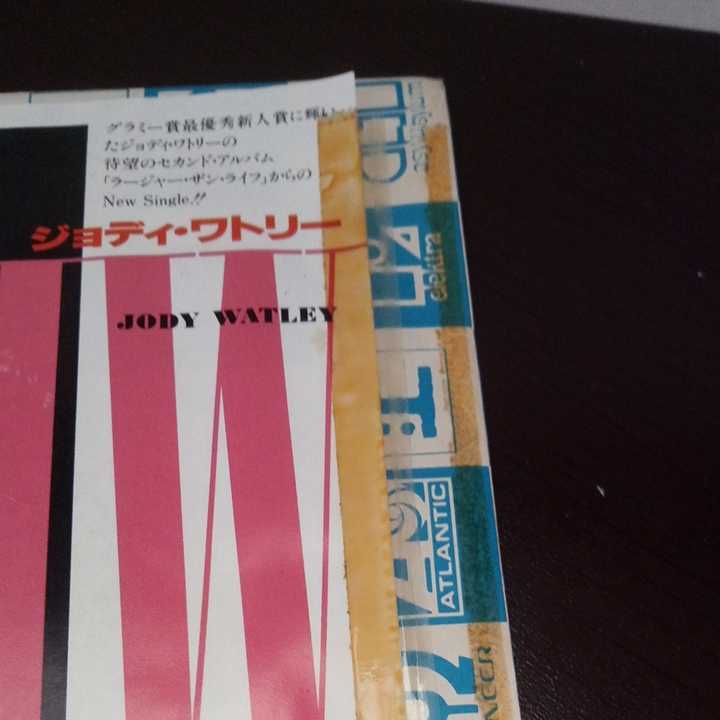 グラミー賞最優秀新人賞に輝い
たジョディ・ワトリーの
待望のセカンド・アルバム
「ラージャー・ザン・ライフ」からの
New Single.!!
ジョディ・ワトリー
JODY WATLEY
asylum
elektra
ATLANTIC